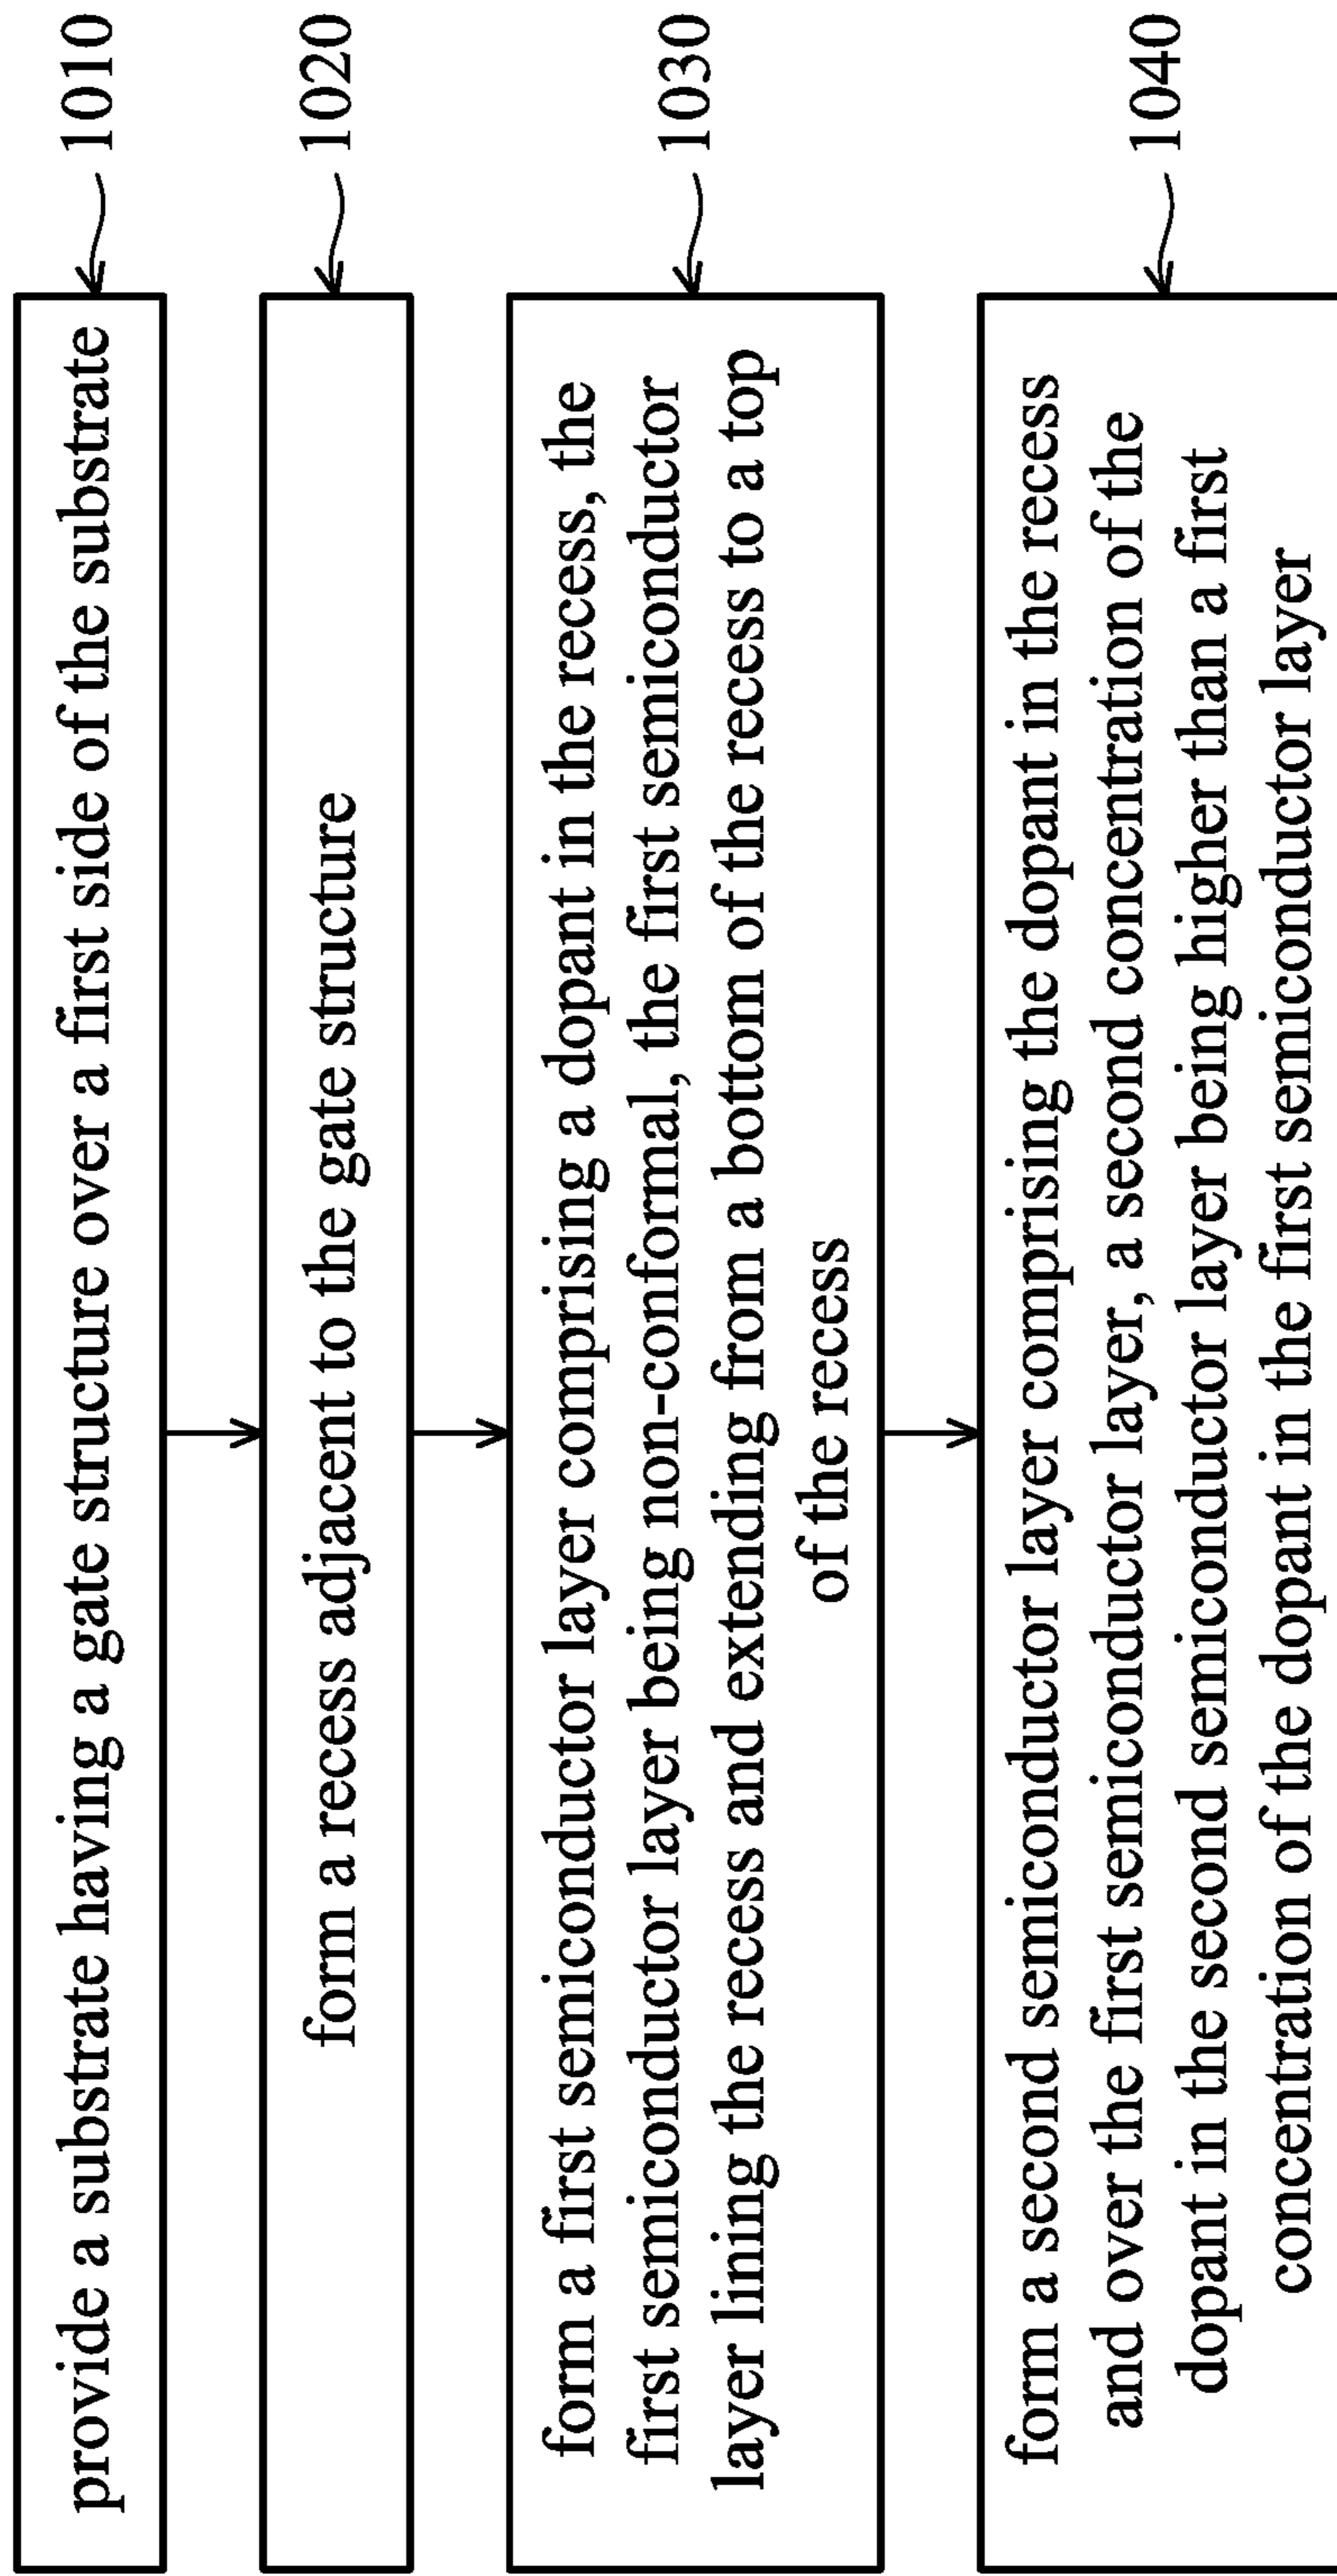 provide a substrate having a gate structure over a first side of the substrate
1010
form a recess adjacent to the gate structure
1020
form a first semiconductor layer comprising a dopant in the recess, the
first semiconductor layer being non-conformal, the first semiconductor
layer lining the recess and extending from a bottom of the recess to a top
of the recess
1030
form a second semiconductor layer comprising the dopant in the recess
and over the first semiconductor layer, a second concentration of the
dopant in the second semiconductor layer being higher than a first
concentration of the dopant in the first semiconductor layer
1040